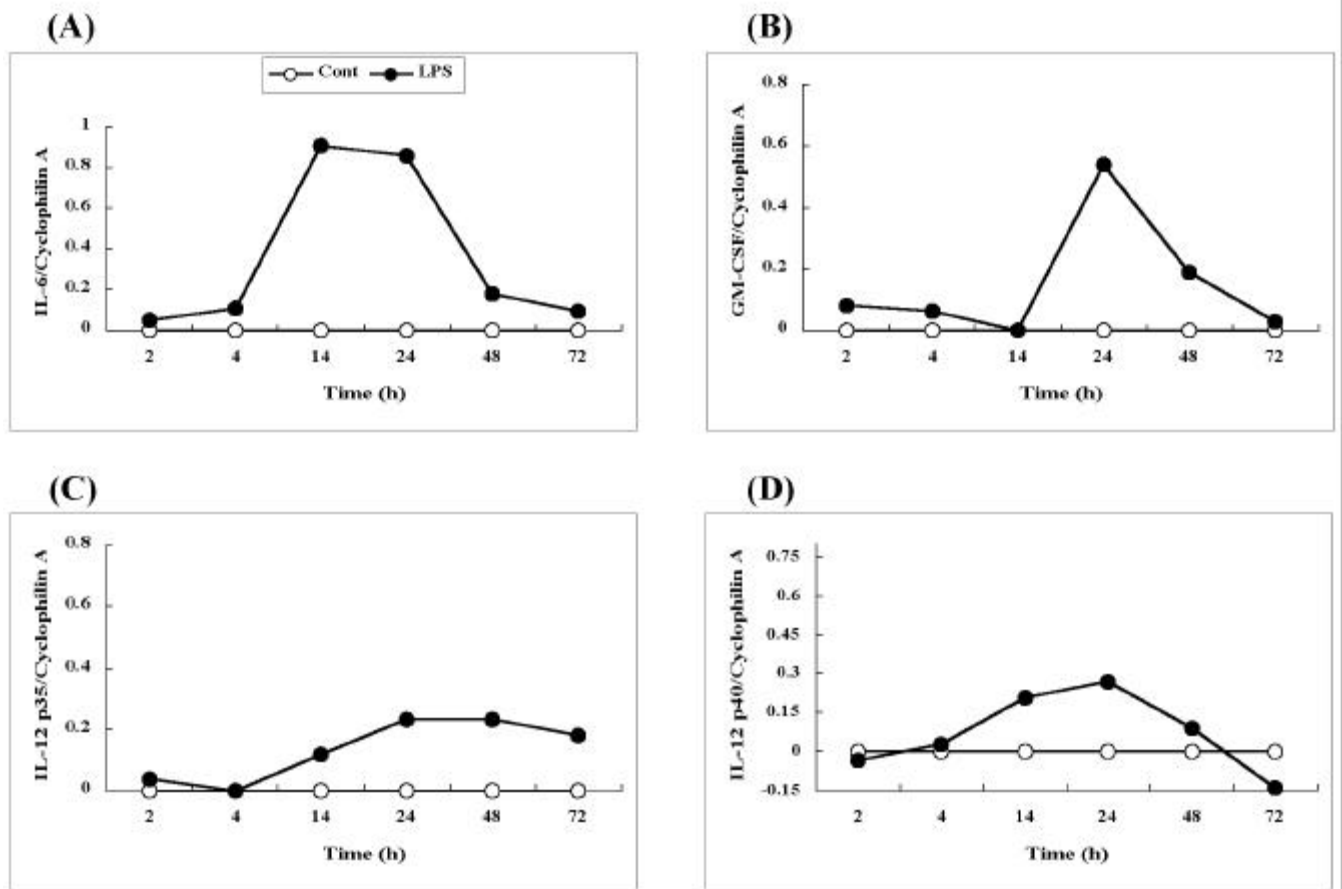 (A)
Cont LPS
IL-6/Cyclophilin A
1
0.8
0.6
0.4
0.2
0
2 4 14 24 48 72
Time (h)
(B)
GM-CSF/Cyclophilin A
0.8
0.6
0.4
0.2
0
2 4 14 24 48 72
Time (h)
(C)
IL-12 p35/Cyclophilin A
0.8
0.6
0.4
0.2
0
2 4 14 24 48 72
Time (h)
(D)
IL-12 p40/Cyclophilin A
0.75
0.6
0.45
0.3
0.15
0
-0.15
2 4 14 24 48 72
Time (h)